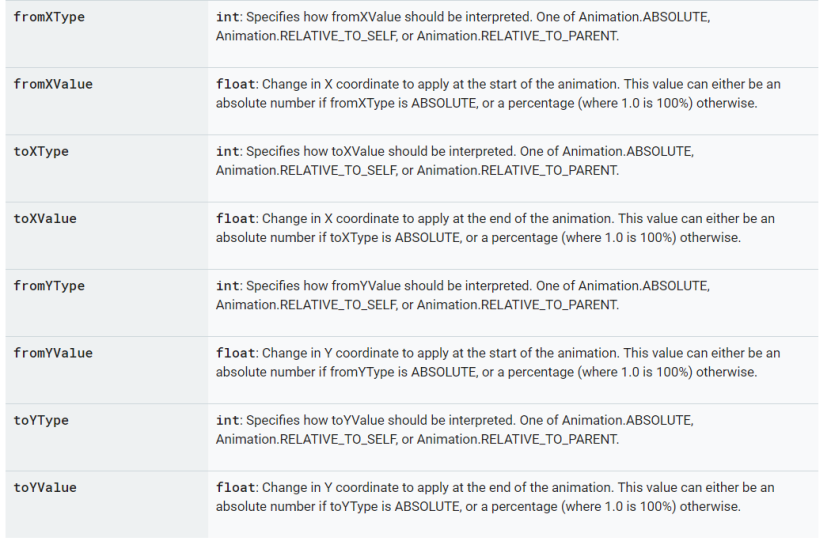 fromXType
int: Specifies how fromXValue should be interpreted. One of Animation.ABSOLUTE,
Animation.RELATIVE_TO_SELF, or Animation.RELATIVE_TO_PARENT.
fromXValue
float: Change in X coordinate to apply at the start of the animation. This value can either be an
absolute number if fromXType is ABSOLUTE, or a percentage (where 1.0 is 100%) otherwise.
toXType
int: Specifies how toXValue should be interpreted. One of Animation.ABSOLUTE,
Animation.RELATIVE_TO_SELF, or Animation.RELATIVE_TO_PARENT.
toXValue
float: Change in X coordinate to apply at the end of the animation. This value can either be an
absolute number if toXType is ABSOLUTE, or a percentage (where 1.0 is 100%) otherwise.
fromYType
int: Specifies how fromYValue should be interpreted. One of Animation.ABSOLUTE,
Animation.RELATIVE_TO_SELF, or Animation.RELATIVE_TO_PARENT.
fromYValue
float: Change in Y coordinate to apply at the start of the animation. This value can either be an
absolute number if fromYType is ABSOLUTE, or a percentage (where 1.0 is 100%) otherwise.
toYType
int: Specifies how toYValue should be interpreted. One of Animation.ABSOLUTE,
Animation.RELATIVE_TO_SELF, or Animation.RELATIVE_TO_PARENT.
toYValue
float: Change in Y coordinate to apply at the end of the animation. This value can either be an
absolute number if toYType is ABSOLUTE, or a percentage (where 1.0 is 100%) otherwise.